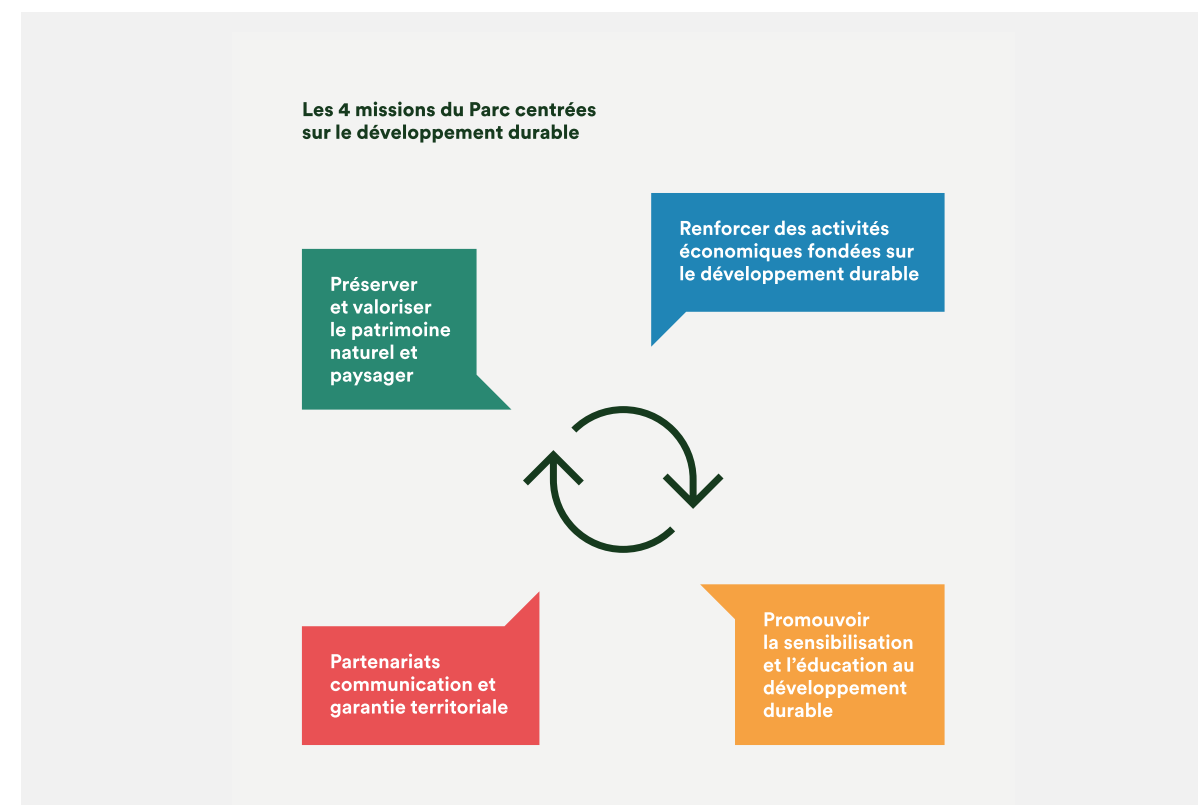 Les 4 missions du Parc centrées
sur le développement durable
Préserver
et valoriser
le patrimoine
naturel et
paysager
Renforcer des activités
économiques fondées sur
le développement durable
Partenariats
communication et
garantie territoriale
Promouvoir
la sensibilisation
et l’éducation au
développement
durable